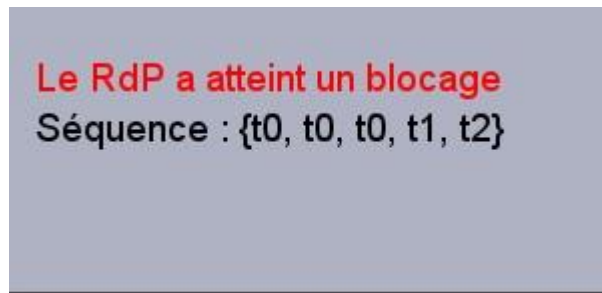 Le RdP a atteint un blocage
Séquence : {t0, t0, t0, t1, t2}